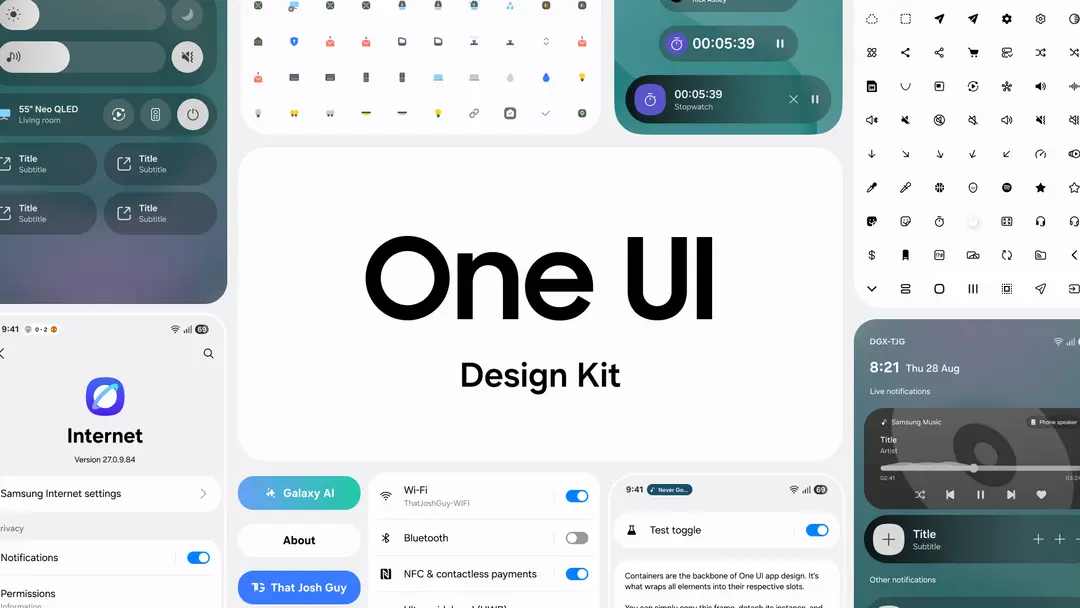 55" Neo QLED
Living room
Title
Subtitle
Title
Subtitle
Title
Subtitle
Title
Subtitle
9:41
0 - 2
69
Internet
Version 27.0.9.84
Samsung Internet settings
Notifications
Permissions
Rick Astley
00:05:39
00:05:39
Stopwatch
One UI
Design Kit
Galaxy AI
About
That Josh Guy
Wi-Fi
ThatJoshGuy-WIFI
Bluetooth
NFC & contactless payments
9:41
Never Go...
69
Test toggle
Containers are the backbone of One UI app design. It's
what wraps all elements into their respective slots.
You can simply copy this frame, detach its instance, and
DGX-TJG
8:21 Thu 28 Aug
Live notifications
Samsung Music
Phone speaker
Title
Artist
02:41
Title
Subtitle
Other notifications